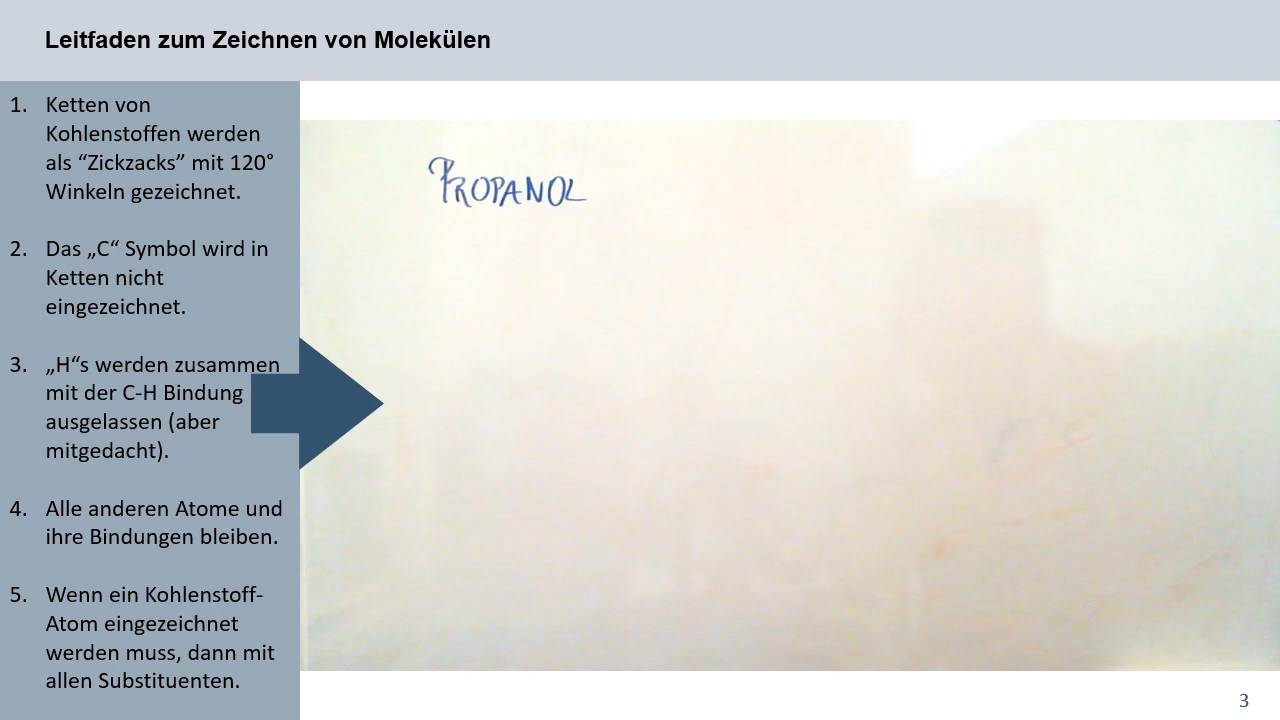 Leitfaden zum Zeichnen von Molekülen
1. Ketten von
Kohlenstoffen werden
als “Zickzacks” mit 120°
Winkeln gezeichnet.
2. Das „C“ Symbol wird in
Ketten nicht
eingezeichnet.
3. „H“s werden zusammen
mit der C-H Bindung
ausgelassen (aber
mitgedacht).
4. Alle anderen Atome und
ihre Bindungen bleiben.
5. Wenn ein Kohlenstoff-
Atom eingezeichnet
werden muss, dann mit
allen Substituenten.
PROPANOL
3